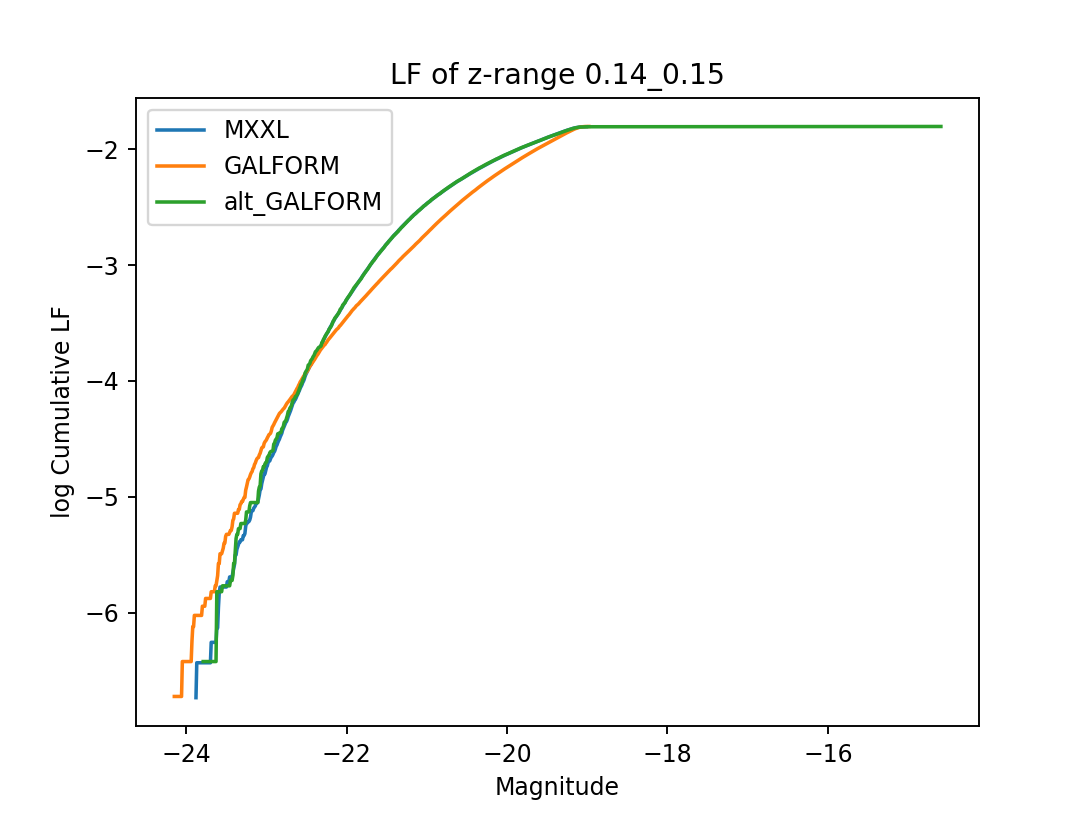 LF of z-range 0.14_0.15
MXXL
GALFORM
alt_GALFORM
log Cumulative LF
−2
−3
−4
−5
−6
−24
−22
−20
−18
−16
Magnitude